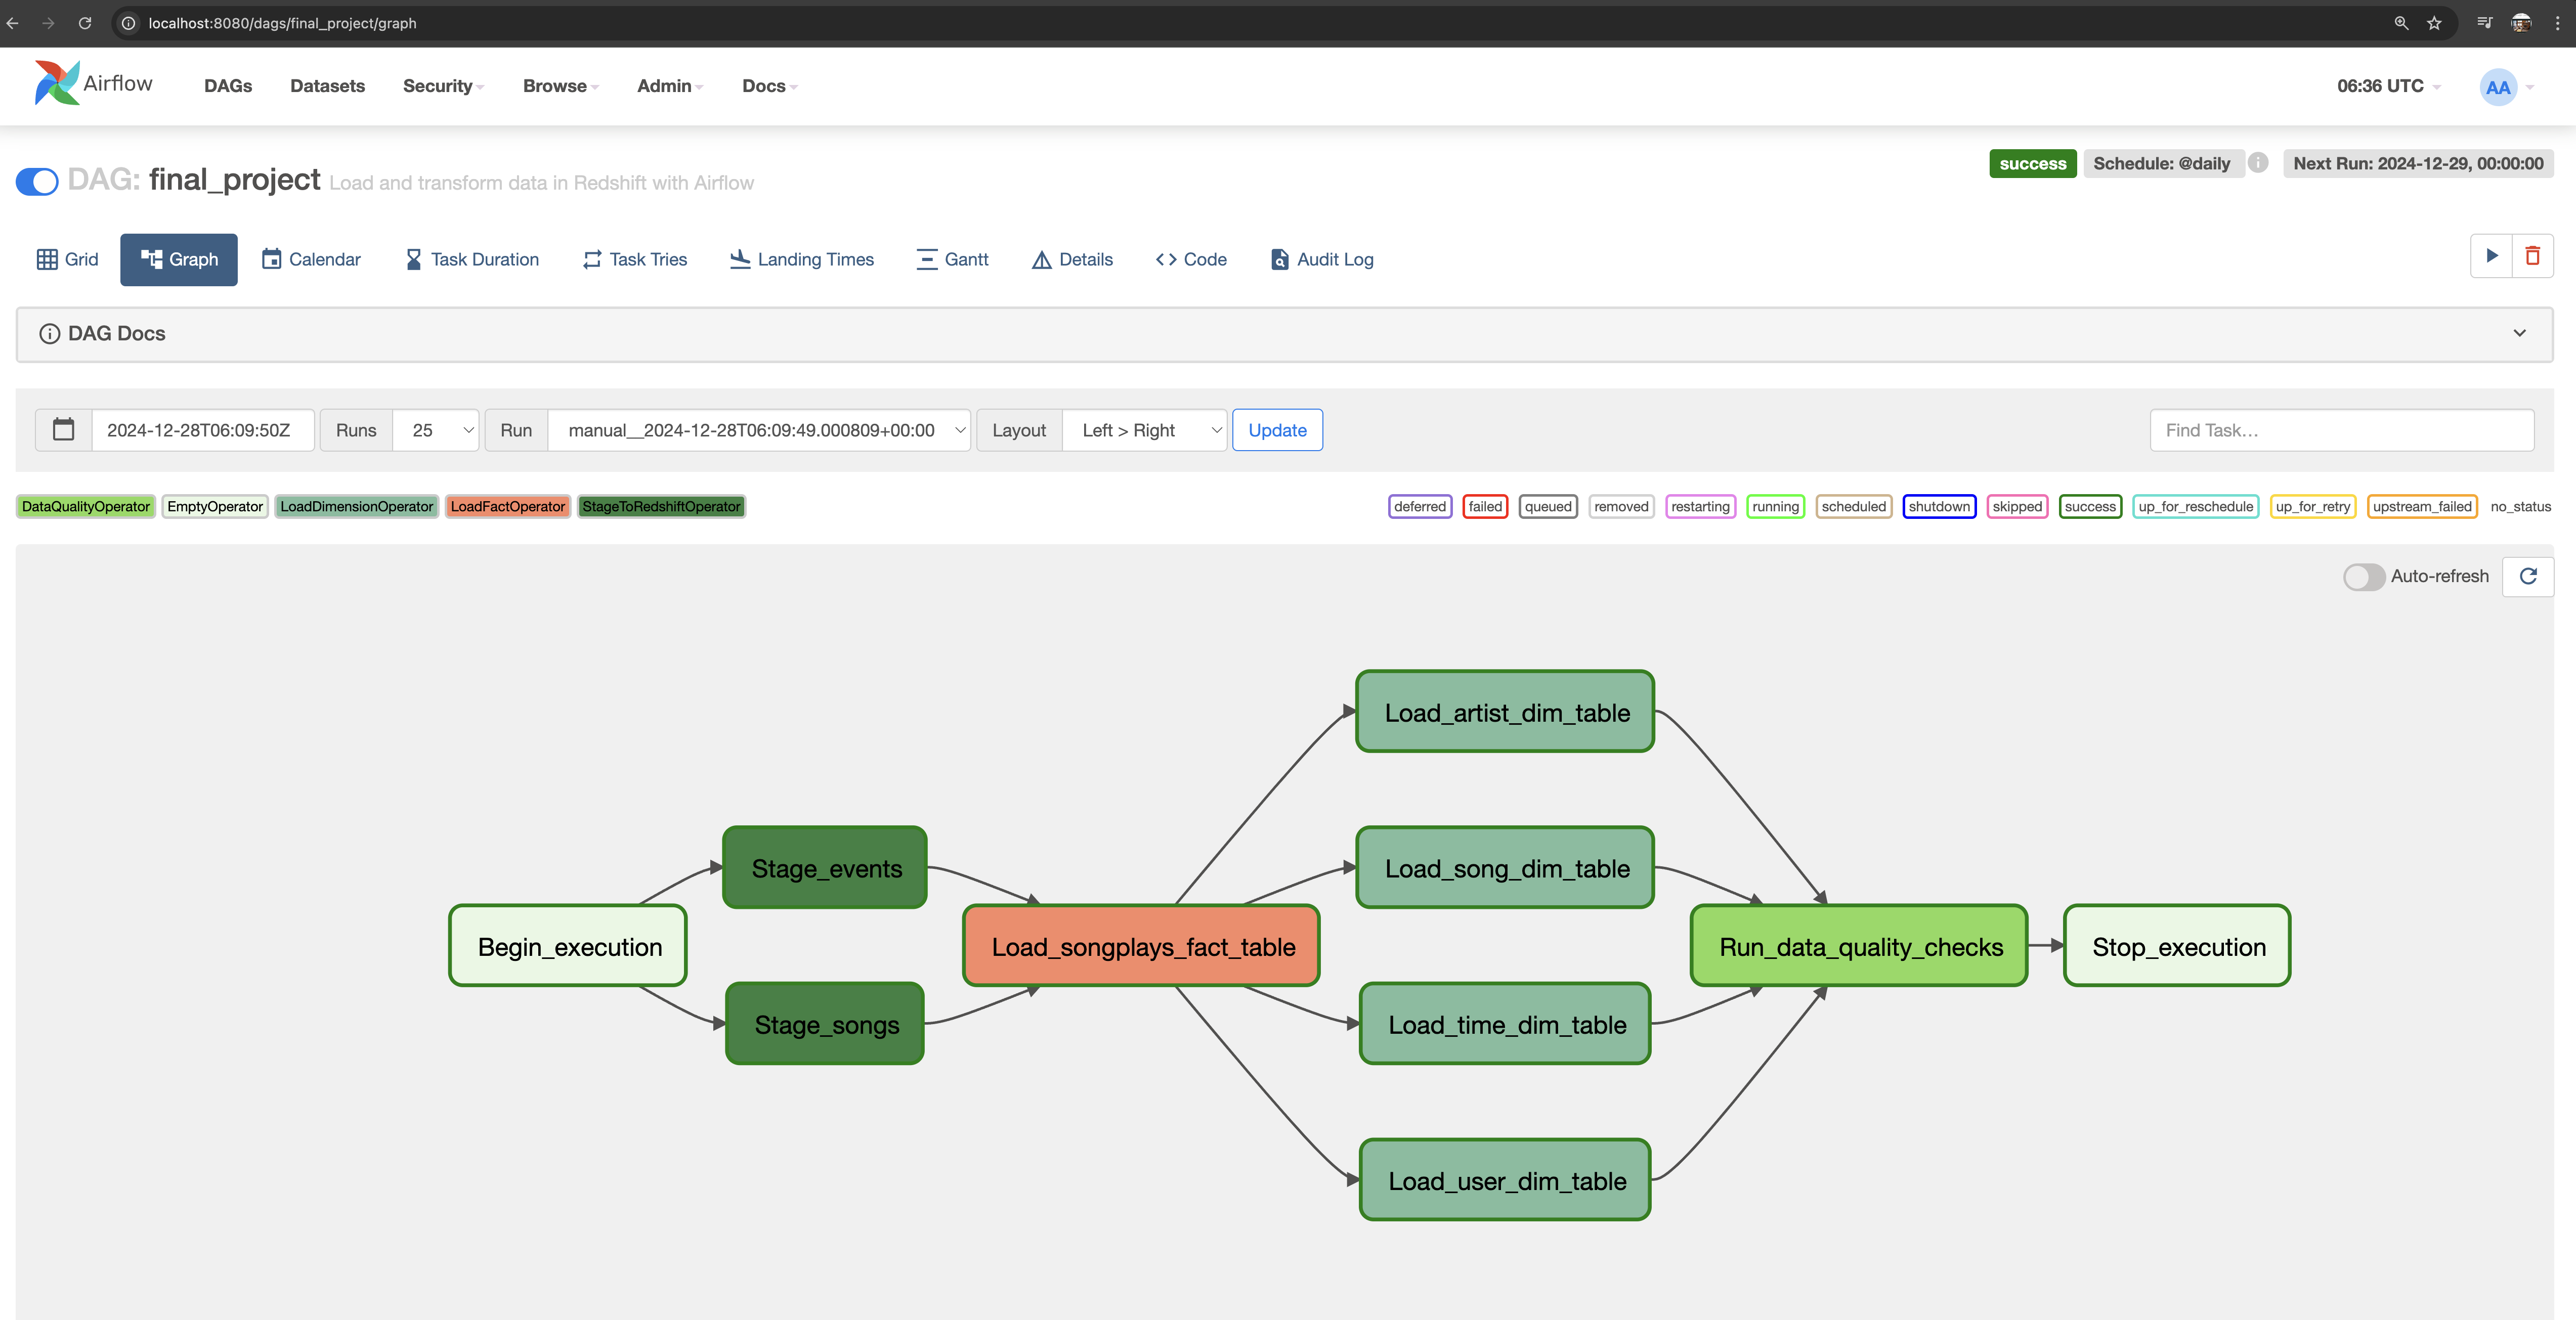 localhost:8080/dags/final_project/graph
Airflow DAGs Datasets Security Browse Admin Docs 06:36 UTC AA
DAG: final_project Load and transform data in Redshift with Airflow
success Schedule: @daily Next Run: 2024-12-29, 00:00:00
Grid Graph Calendar Task Duration Task Tries Landing Times Gantt Details Code Audit Log
DAG Docs
2024-12-28T06:09:50Z Runs 25 Run manual__2024-12-28T06:09:49.000809+00:00 Layout Left > Right Update Find Task...
DataQualityOperator EmptyOperator LoadDimensionOperator LoadFactOperator StageToRedshiftOperator deferred failed queued removed restarting running scheduled shutdown skipped success up_for_reschedule up_for_retry upstream_failed no_status
Auto-refresh
Load_artist_dim_table
Stage_events Load_song_dim_table
Begin_execution Load_songplays_fact_table Run_data_quality_checks Stop_execution
Stage_songs Load_time_dim_table
Load_user_dim_table